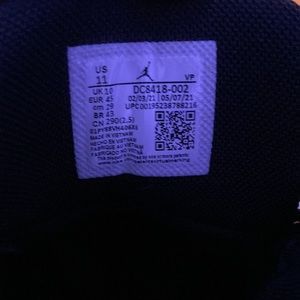 US
11
VP
UK 10
EUR 45
cm 29
BR 43
CN 290(2.5)
DC8418-002
02/03/21 05/07/21
UPC 00195238788216
MADE IN VIETNAM
HECHO EN VIETNAM
FABRIQUÉ AU VIETNAM